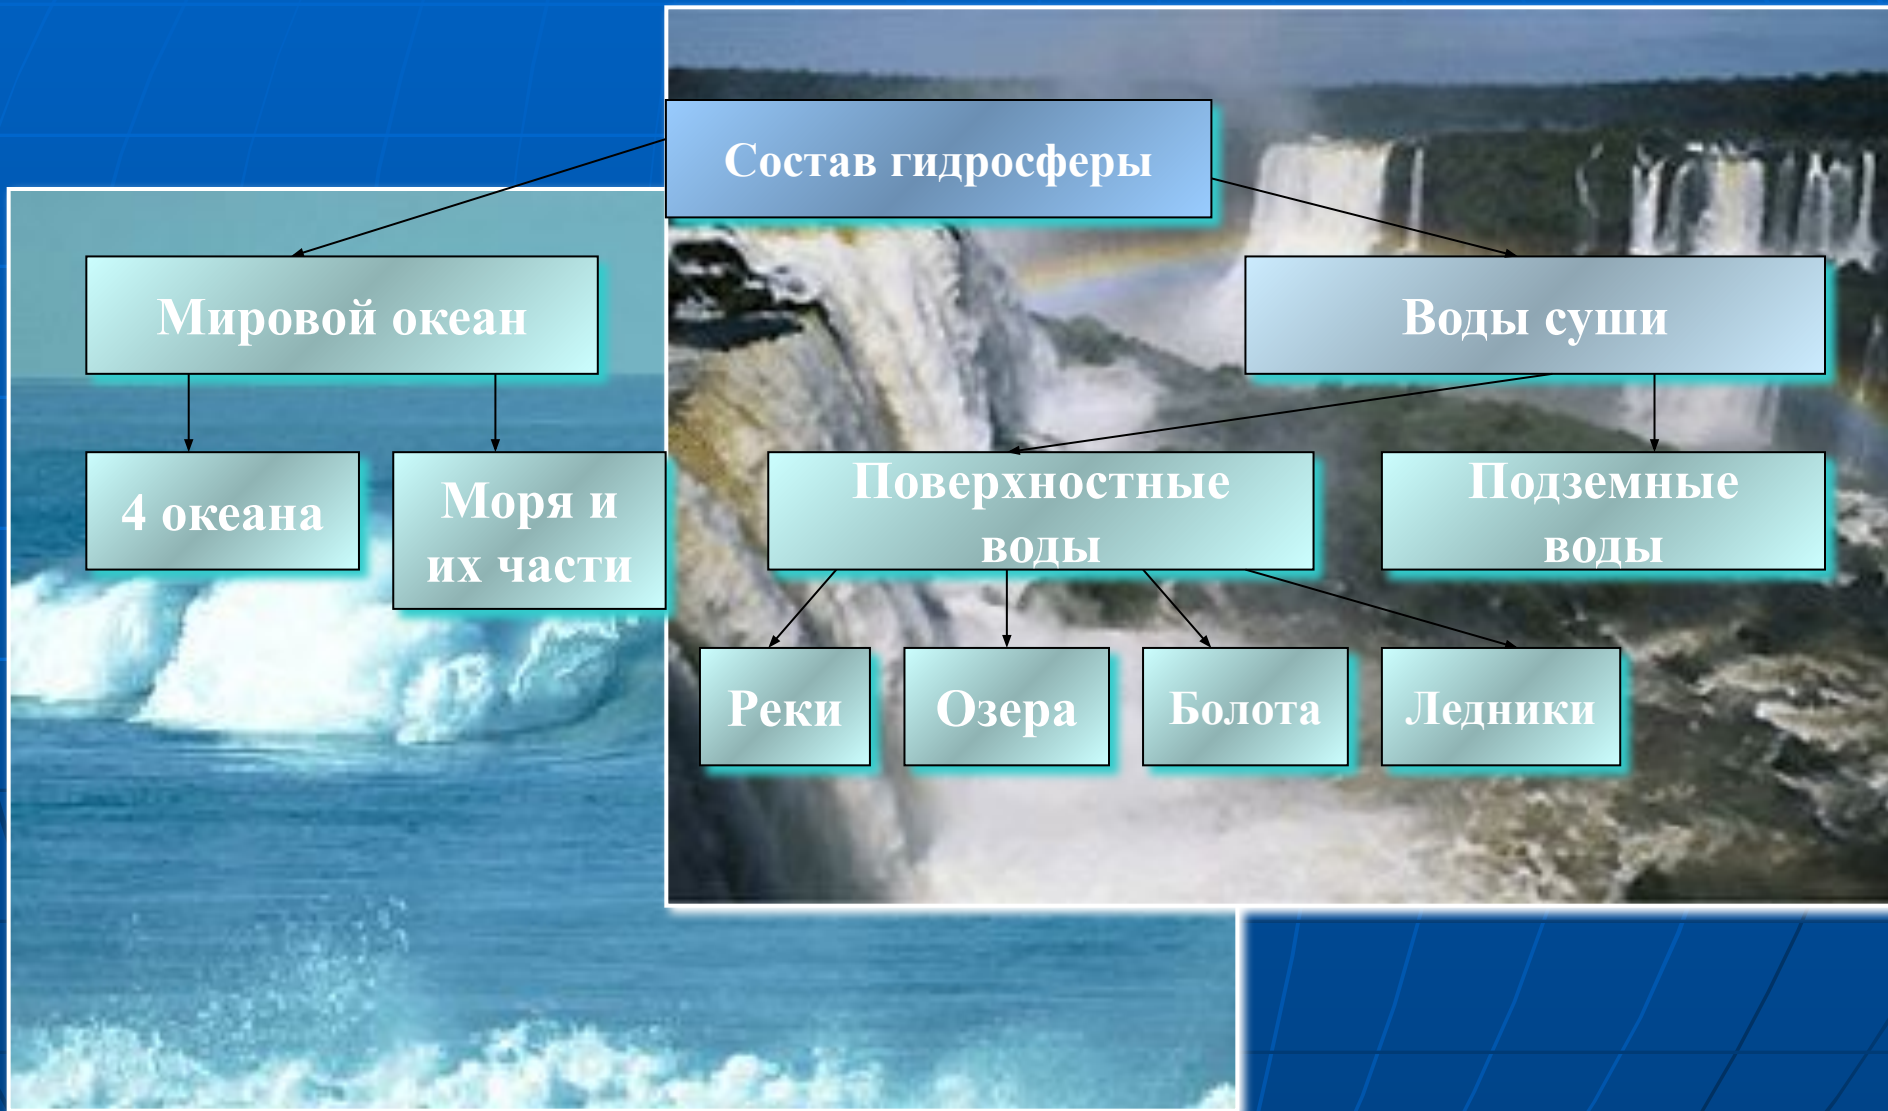 Состав гидросферы
Мировой океан
Воды суши
4 океана
Моря и
их части
Поверхностные
воды
Подземные
воды
Реки
Озера
Болота
Ледники